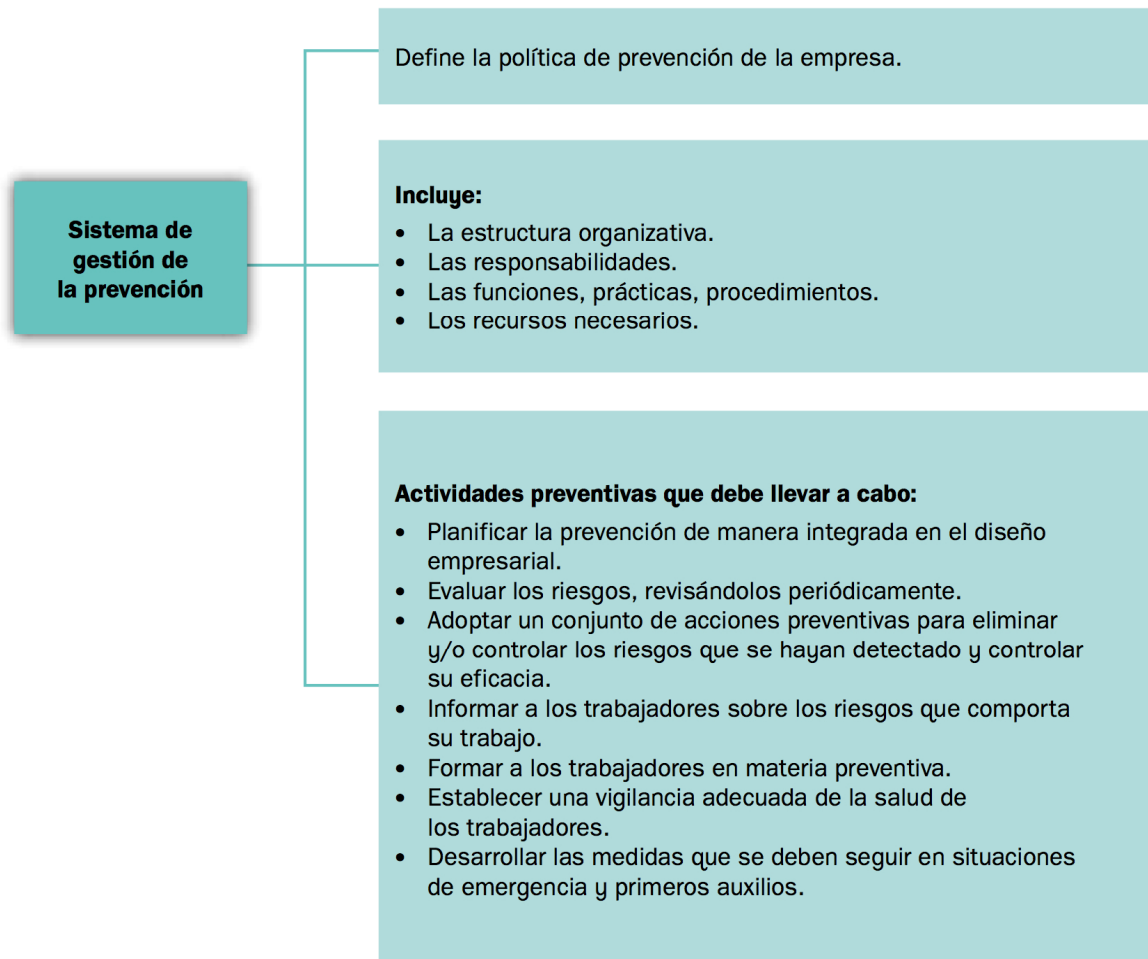 Define la política de prevención de la empresa.
Sistema de
gestión de
la prevención
Incluye:
• La estructura organizativa.
• Las responsabilidades.
• Las funciones, prácticas, procedimientos.
• Los recursos necesarios.
Actividades preventivas que debe llevar a cabo:
• Planificar la prevención de manera integrada en el diseño
empresarial.
• Evaluar los riesgos, revisándolos periódicamente.
• Adoptar un conjunto de acciones preventivas para eliminar
y/o controlar los riesgos que se hayan detectado y controlar
su eficacia.
• Informar a los trabajadores sobre los riesgos que comporta
su trabajo.
• Formar a los trabajadores en materia preventiva.
• Establecer una vigilancia adecuada de la salud de
los trabajadores.
• Desarrollar las medidas que se deben seguir en situaciones
de emergencia y primeros auxilios.